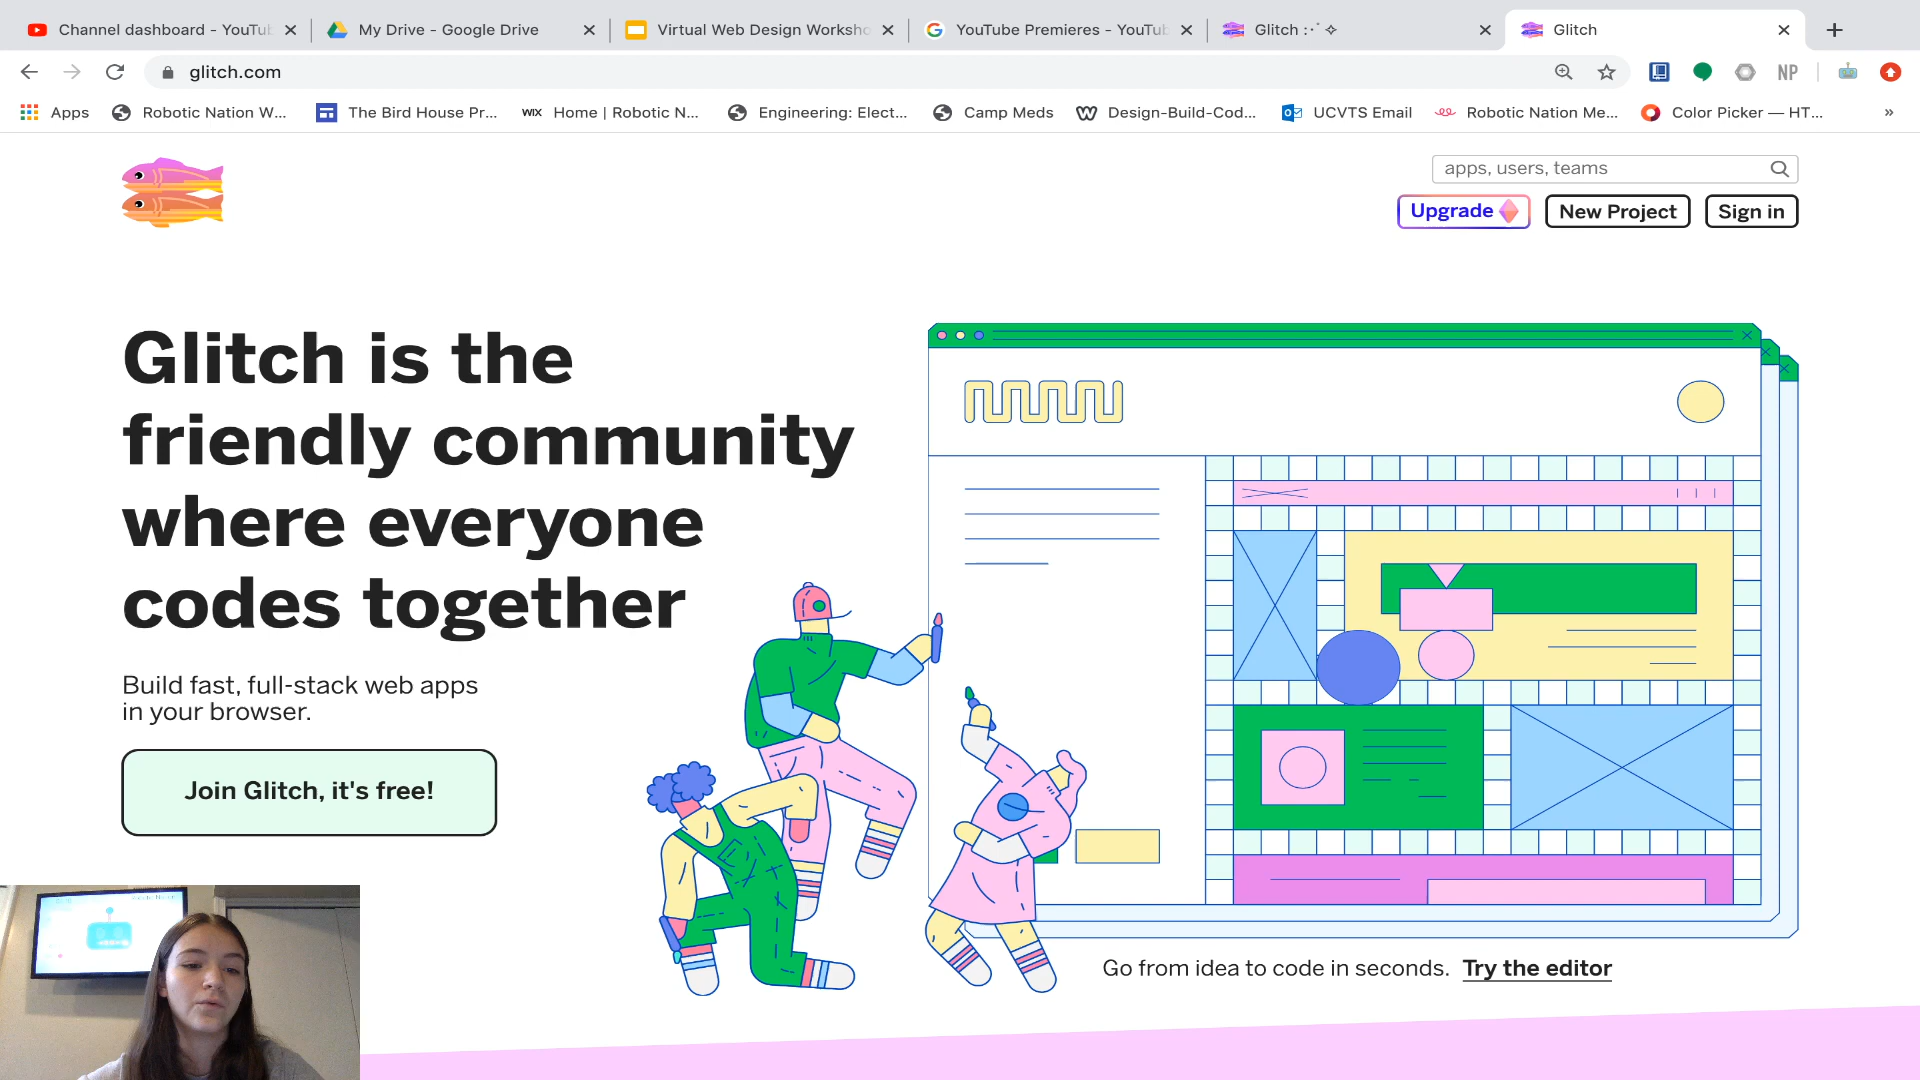 Channel dashboard - YouTub
My Drive - Google Drive
Virtual Web Design Worksho
YouTube Premieres - YouTub
Glitch :·ﾟ✧
Glitch
glitch.com
NP
Apps
Robotic Nation W...
The Bird House Pr...
WIX
Home | Robotic N...
Engineering: Elect...
Camp Meds
Design-Build-Cod...
UCVTS Email
Robotic Nation Me...
Color Picker — HT...
»
apps, users, teams
Upgrade
New Project
Sign in
Glitch is the
friendly community
where everyone
codes together
Build fast, full-stack web apps
in your browser.
Join Glitch, it's free!
Go from idea to code in seconds. Try the editor